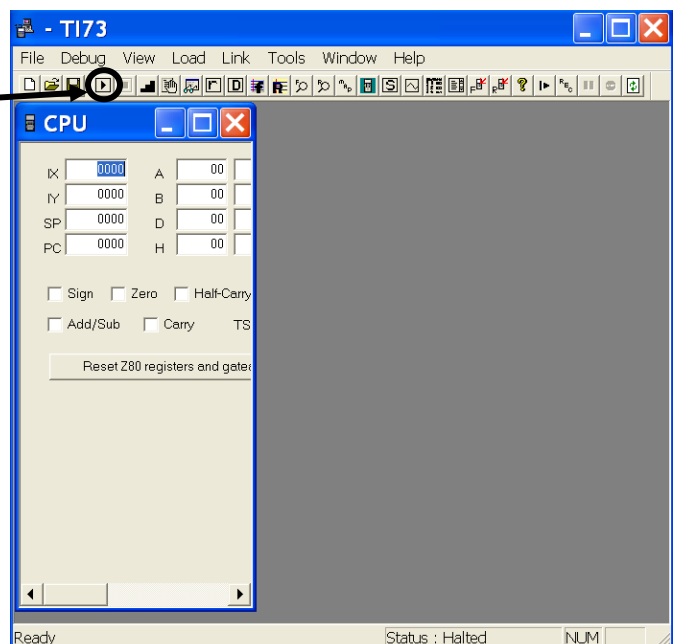 - TI73
File Debug View Load Link Tools Window Help
CPU
IX 0000 A 00
IY 0000 B 00
SP 0000 D 00
PC 0000 H 00
Sign Zero Half-Carry
Add/Sub Carry TS
Reset Z80 registers and gate
Ready Status : Halted NUM